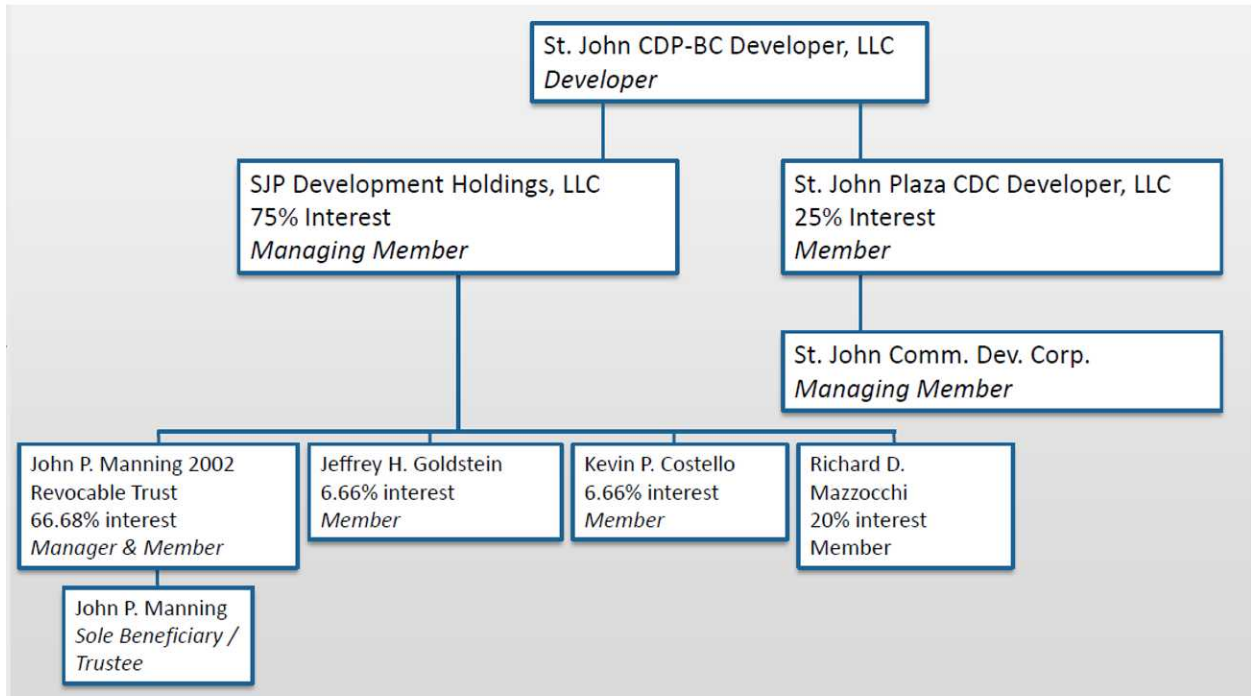 St. John CDP-BC Developer, LLC
Developer
SJP Development Holdings, LLC
75% Interest
Managing Member
St. John Plaza CDC Developer, LLC
25% Interest
Member
St. John Comm. Dev. Corp.
Managing Member
John P. Manning 2002
Revocable Trust
66.68% interest
Manager & Member
Jeffrey H. Goldstein
6.66% interest
Member
Kevin P. Costello
6.66% interest
Member
Richard D.
Mazzocchi
20% interest
Member
John P. Manning
Sole Beneficiary /
Trustee